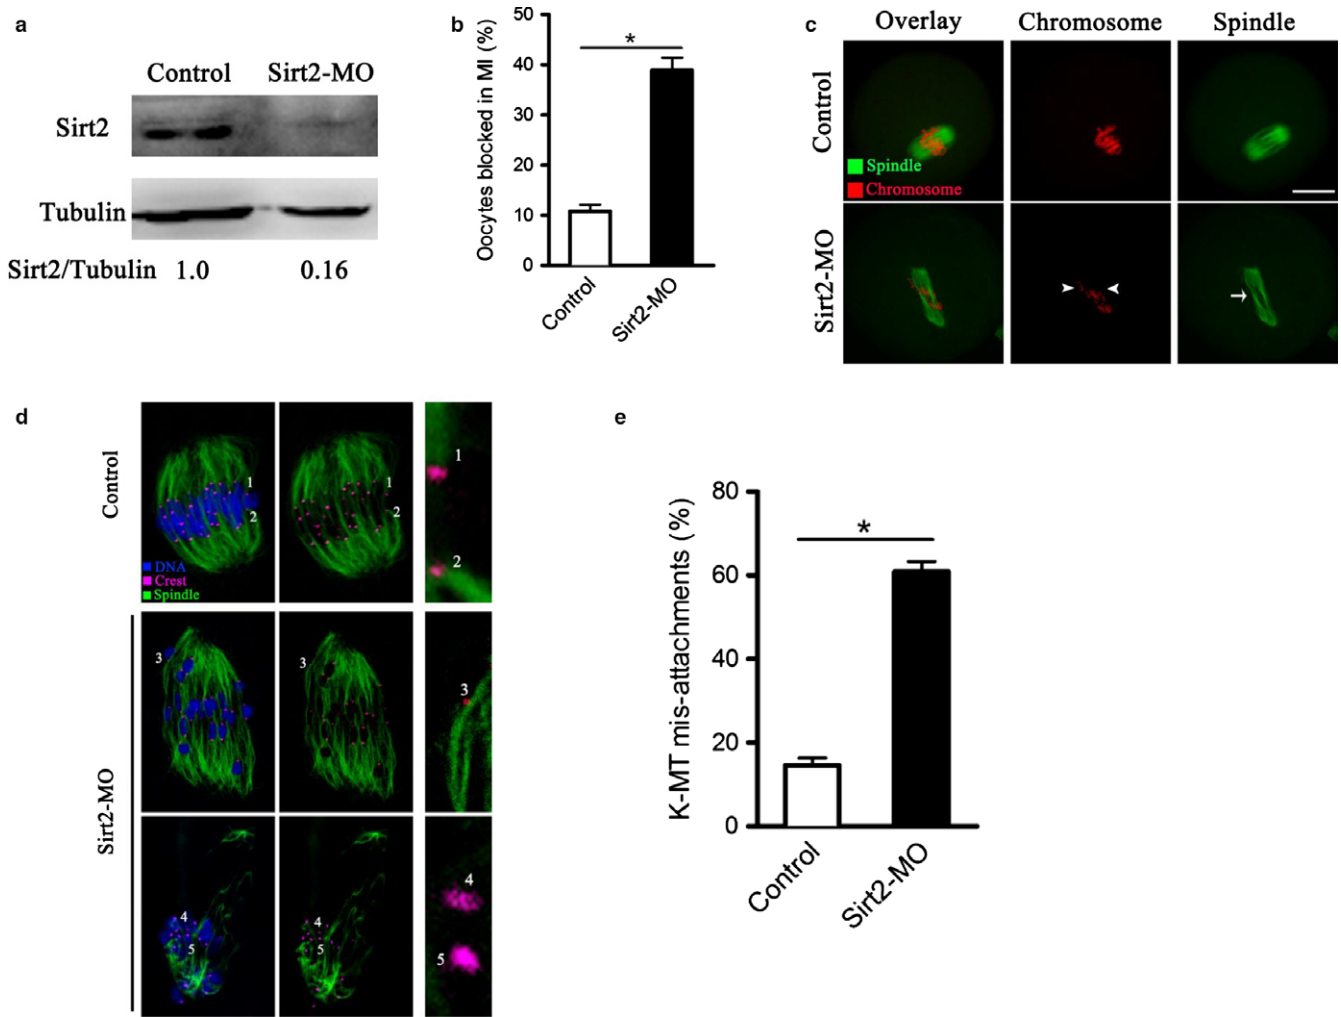 a
Control Sirt2-MO
Sirt2
Tubulin
Sirt2/Tubulin 1.0 0.16
b
Oocytes blocked in MI (%)
50
40
30
20
10
0
*
Control
Sirt2-MO
c
Overlay Chromosome Spindle
Control
Spindle
Chromosome
Sirt2-MO
d
Control
1
2
1
2
1
2
DNA
Crest
Spindle
Sirt2-MO
3
3
3
4
5
4
5
4
5
e
K-MT mis-attachments (%)
80
60
40
20
0
*
Control
Sirt2-MO